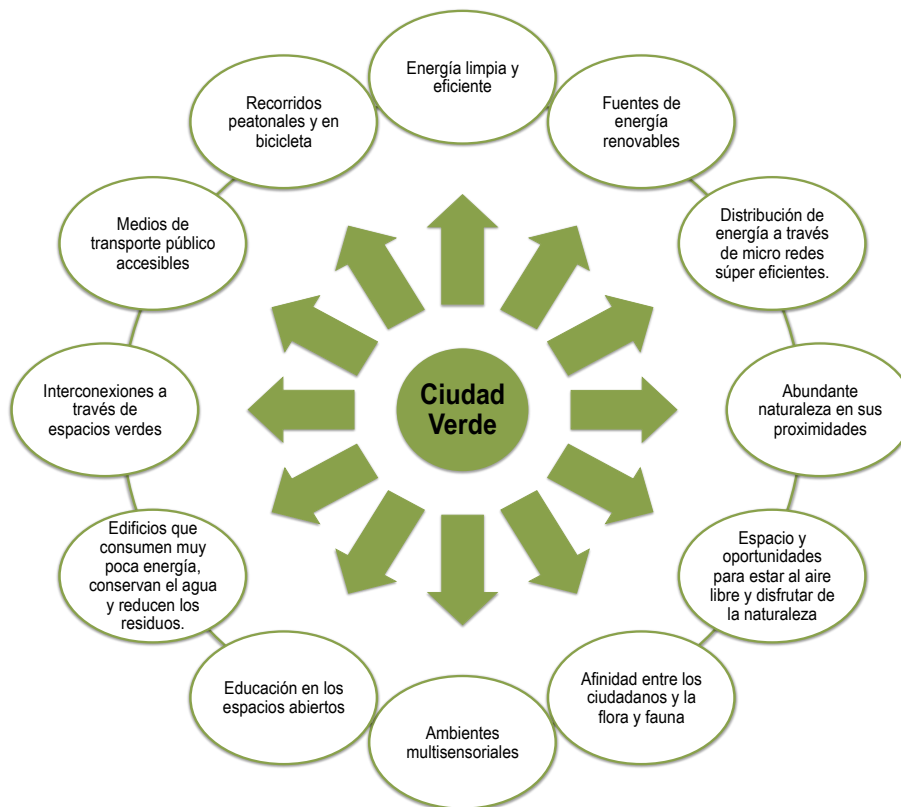 Energía limpia y
eficiente
Fuentes de
energía
renovables
Distribución de
energía a través
de micro redes
súper eficientes.
Abundante
naturaleza en sus
proximidades
Espacio y
oportunidades
para estar al aire
libre y disfrutar de
la naturaleza
Afinidad entre los
ciudadanos y la
flora y fauna
Ambientes
multisensoriales
Educación en los
espacios abiertos
Edificios que
consumen muy
poca energía,
conservan el agua
y reducen los
residuos.
Interconexiones a
través de
espacios verdes
Medios de
transporte público
accesibles
Recorridos
peatonales y en
bicicleta
Ciudad
Verde